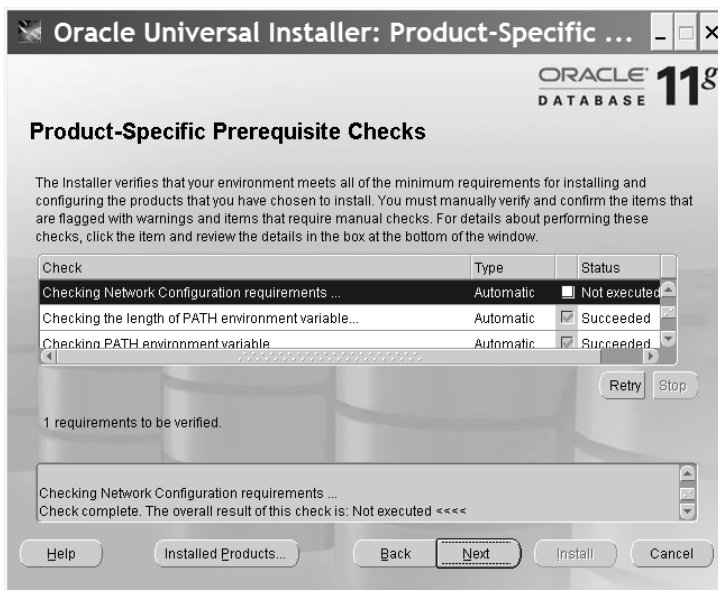 Oracle Universal Installer: Product-Specific ...
ORACLE 11g
DATABASE
Product-Specific Prerequisite Checks
The Installer verifies that your environment meets all of the minimum requirements for installing and
configuring the products that you have chosen to install. You must manually verify and confirm the items that
are flagged with warnings and items that require manual checks. For details about performing these
checks, click the item and review the details in the box at the bottom of the window.
Check Type Status
Checking Network Configuration requirements ... Automatic Not executed
Checking the length of PATH environment variable... Automatic Succeeded
Checking PATH environment variable Automatic Succeeded
Retry Stop
1 requirements to be verified.
Checking Network Configuration requirements ...
Check complete. The overall result of this check is: Not executed <<<<
Help Installed Products... Back Next Install Cancel